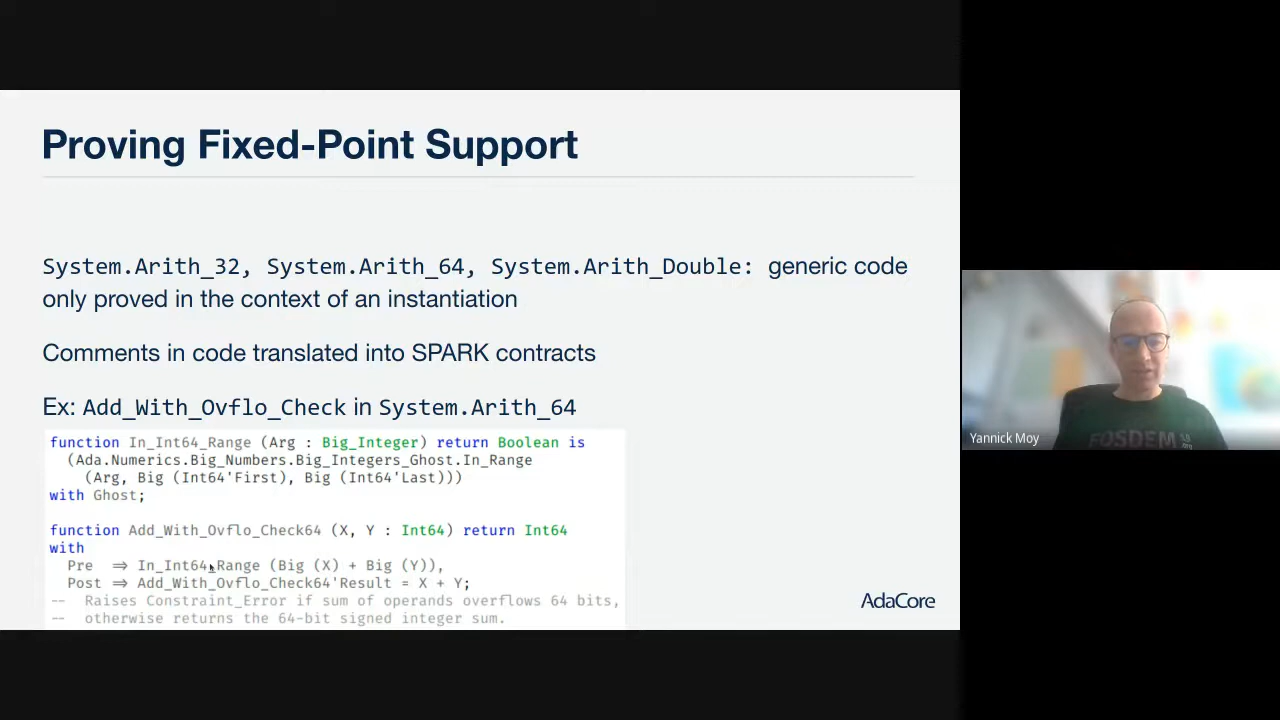 Proving Fixed-Point Support
System.Arith_32, System.Arith_64, System.Arith_Double: generic code
only proved in the context of an instantiation
Comments in code translated into SPARK contracts
Ex: Add_With_Ovflo_Check in System.Arith_64
function In_Int64_Range (Arg : Big_Integer) return Boolean is
(Ada.Numerics.Big_Numbers.Big_Integers_Ghost.In_Range
(Arg, Big (Int64'First), Big (Int64'Last)))
with Ghost;
function Add_With_Ovflo_Check64 (X, Y : Int64) return Int64
with
Pre => In_Int64_Range (Big (X) + Big (Y)),
Post => Add_With_Ovflo_Check64'Result = X + Y;
-- Raises Constraint_Error if sum of operands overflows 64 bits,
-- otherwise returns the 64-bit signed integer sum.
AdaCore
Yannick Moy
FOSDEM